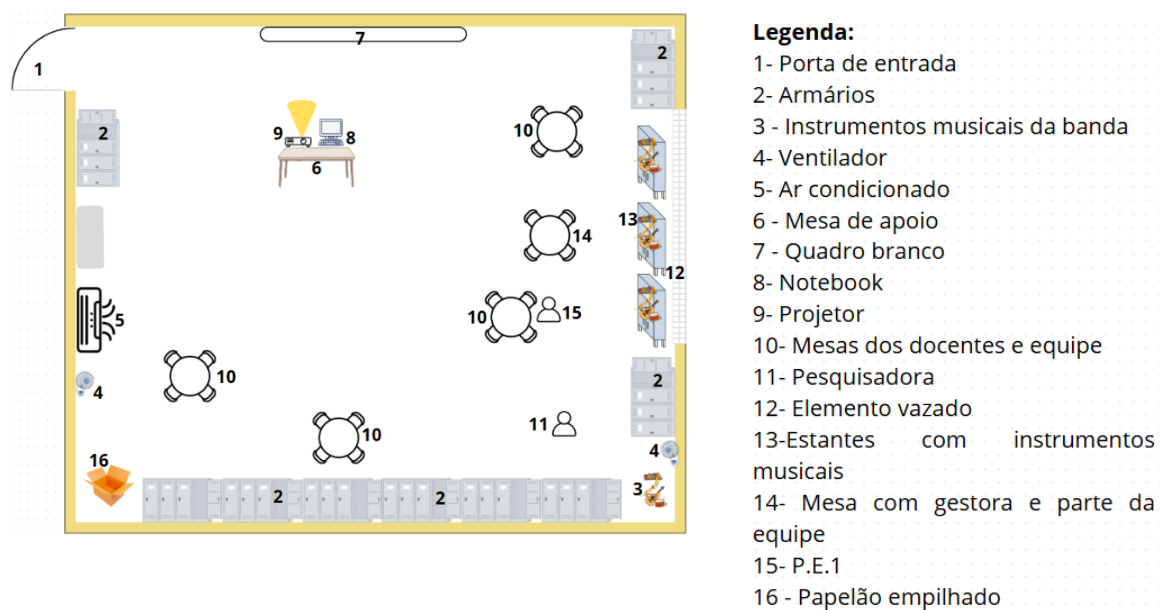 7
1
2
2
9
8
6
10
13
14
12
10
15
5
10
4
2
10
11
4
16
2
2
3
Legenda:
1- Porta de entrada
2- Armários
3 - Instrumentos musicais da banda
4- Ventilador
5- Ar condicionado
6 - Mesa de apoio
7 - Quadro branco
8- Notebook
9- Projetor
10- Mesas dos docentes e equipe
11- Pesquisadora
12- Elemento vazado
13-Estantes com instrumentos
musicais
14- Mesa com gestora e parte da
equipe
15- P.E.1
16 - Papelão empilhado